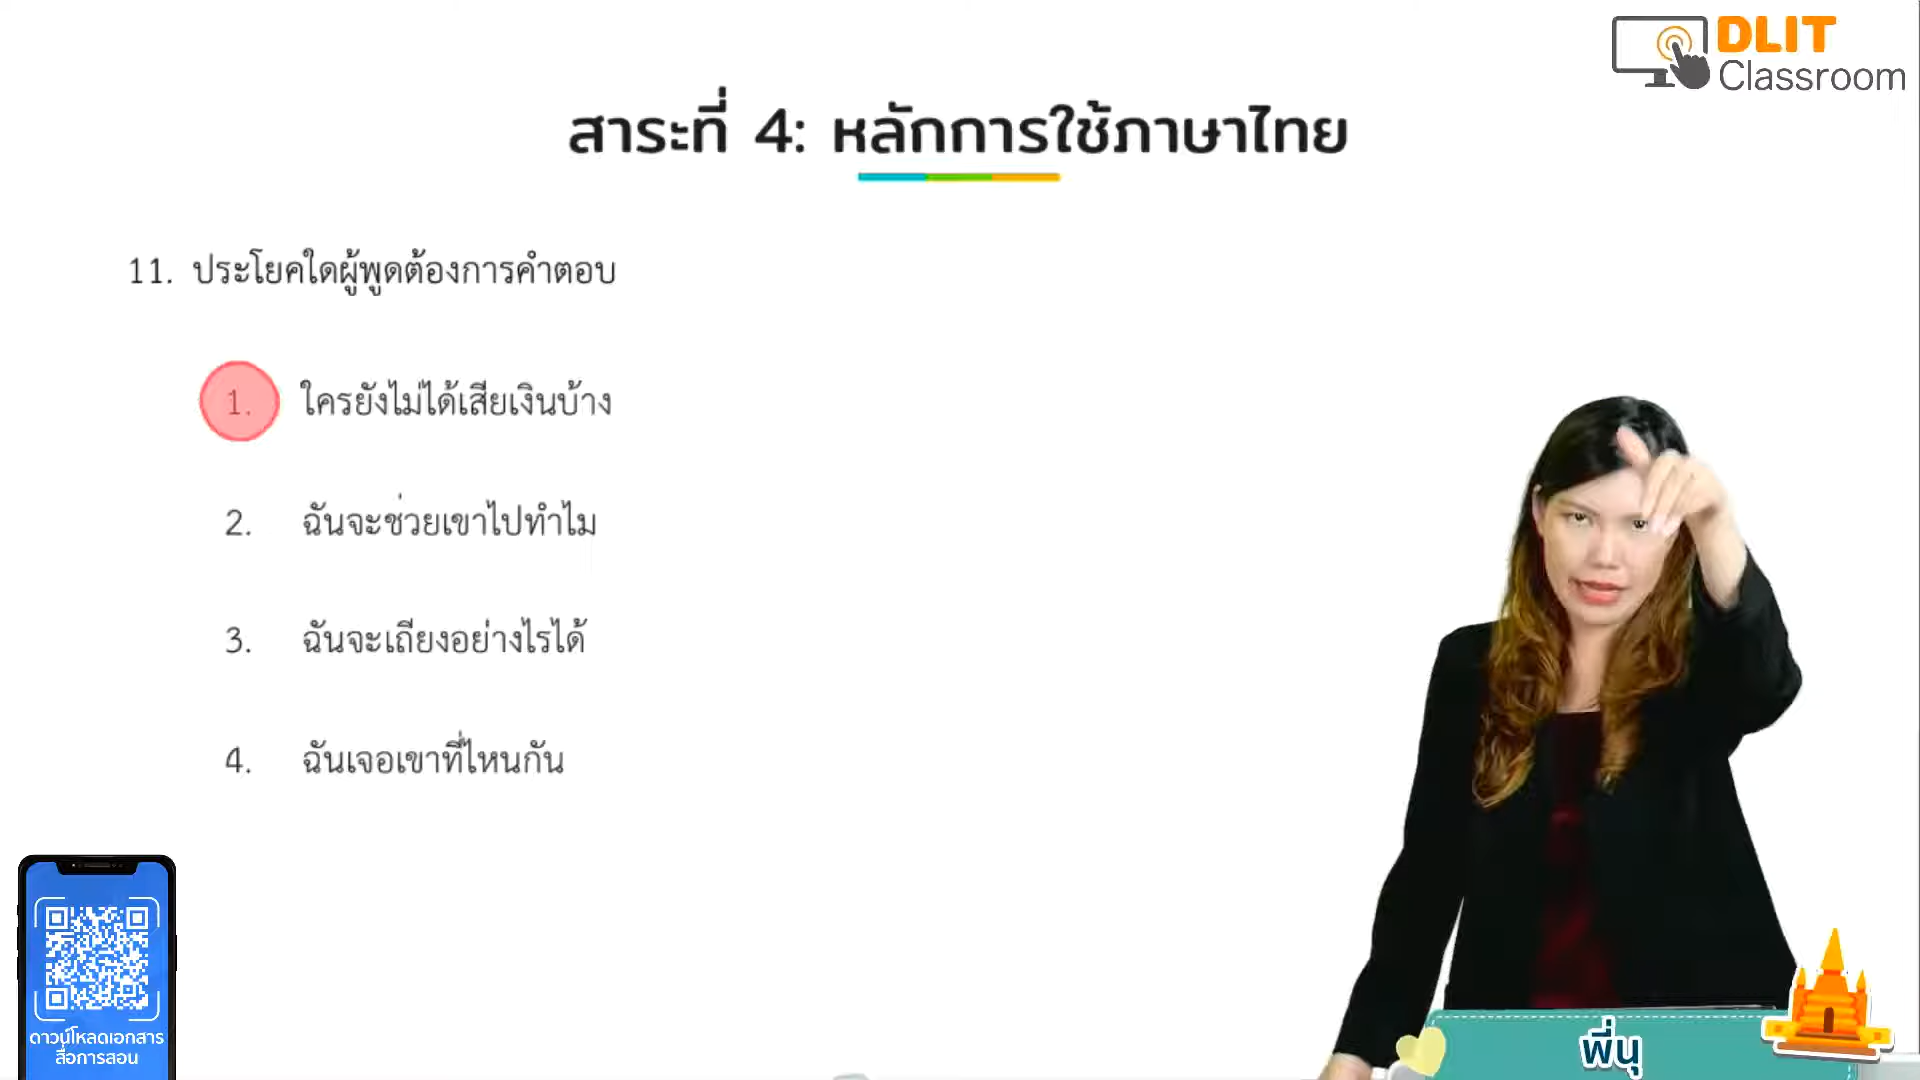 DLIT
Classroom
สาระที่ 4: หลักการใช้ภาษาไทย
11. ประโยคใดผู้พูดต้องการคำตอบ
1. ใครยังไม่ได้เสียเงินบ้าง
2. ฉันจะช่วยเขาไปทำไม
3. ฉันจะเถียงอย่างไรได้
4. ฉันเจอเขาที่ไหนกัน
ดาวน์โหลดเอกสาร
สื่อการสอน
พี่นุ